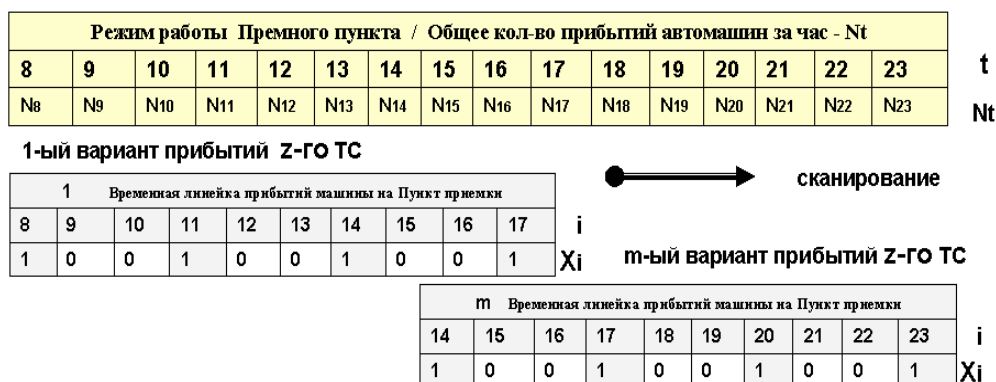 Режим работы Премного пункта / Общее кол-во прибытий автомашин за час - Nt
8 9 10 11 12 13 14 15 16 17 18 19 20 21 22 23 t
N8 N9 N10 N11 N12 N13 N14 N15 N16 N17 N18 N19 N20 N21 N22 N23 Nt
1-ый вариант прибытий z-го ТС
сканирование
1 Временная линейка прибытий машины на Пункт приемки
8 9 10 11 12 13 14 15 16 17 i
1 0 0 1 0 0 1 0 0 1 Xi
m-ый вариант прибытий z-го ТС
m Временная линейка прибытий машины на Пункт приемки
14 15 16 17 18 19 20 21 22 23 i
1 0 0 1 0 0 1 0 0 1 Xi